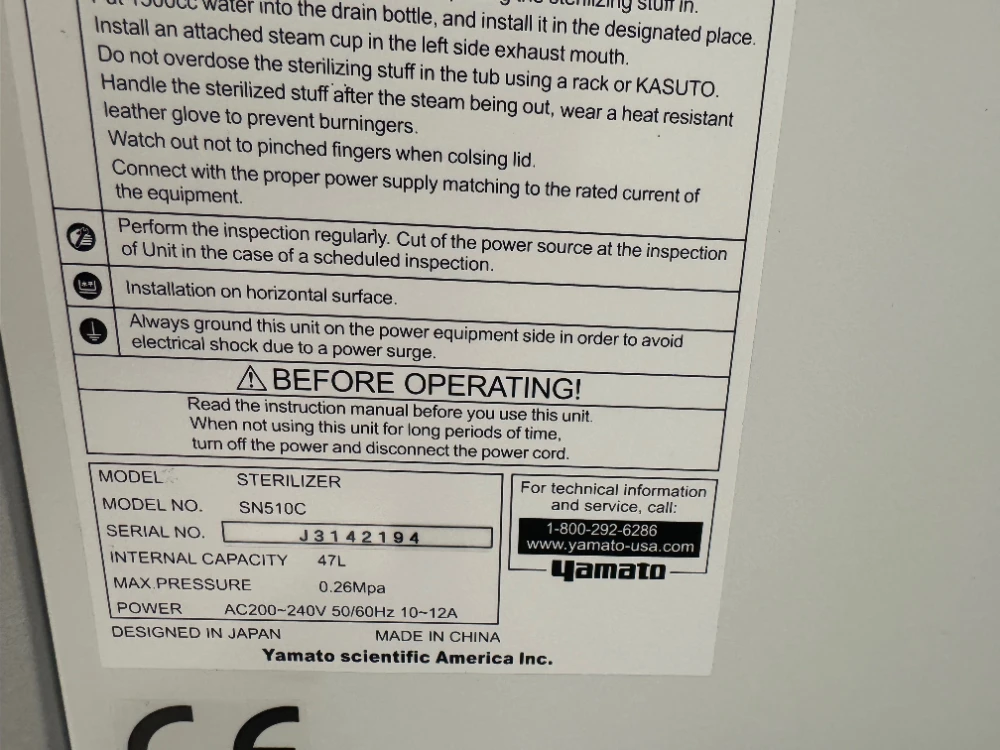 1500cc water into the drain bottle, and install it in the designated place.
Install an attached steam cup in the left side exhaust mouth.
Do not overdose the sterilizing stuff in the tub using a rack or KASUTO.
Handle the sterilized stuff after the steam being out, wear a heat resistant
leather glove to prevent burningers.
Watch out not to pinched fingers when colsing lid.
Connect with the proper power supply matching to the rated current of
the equipment.
Perform the inspection regularly. Cut of the power source at the inspection
of Unit in the case of a scheduled inspection.
Installation on horizontal surface.
Always ground this unit on the power equipment side in order to avoid
electrical shock due to a power surge.
BEFORE OPERATING!
Read the instruction manual before you use this unit.
When not using this unit for long periods of time,
turn off the power and disconnect the power cord.
MODEL STERILIZER
MODEL NO. SN510C
SERIAL NO. J3142194
INTERNAL CAPACITY 47L
MAX.PRESSURE 0.26Mpa
POWER AC200~240V 50/60Hz 10~12A
DESIGNED IN JAPAN MADE IN CHINA
Yamato scientific America Inc.
For technical information
and service, call:
1-800-292-6286
www.yamato-usa.com
Yamato
CE